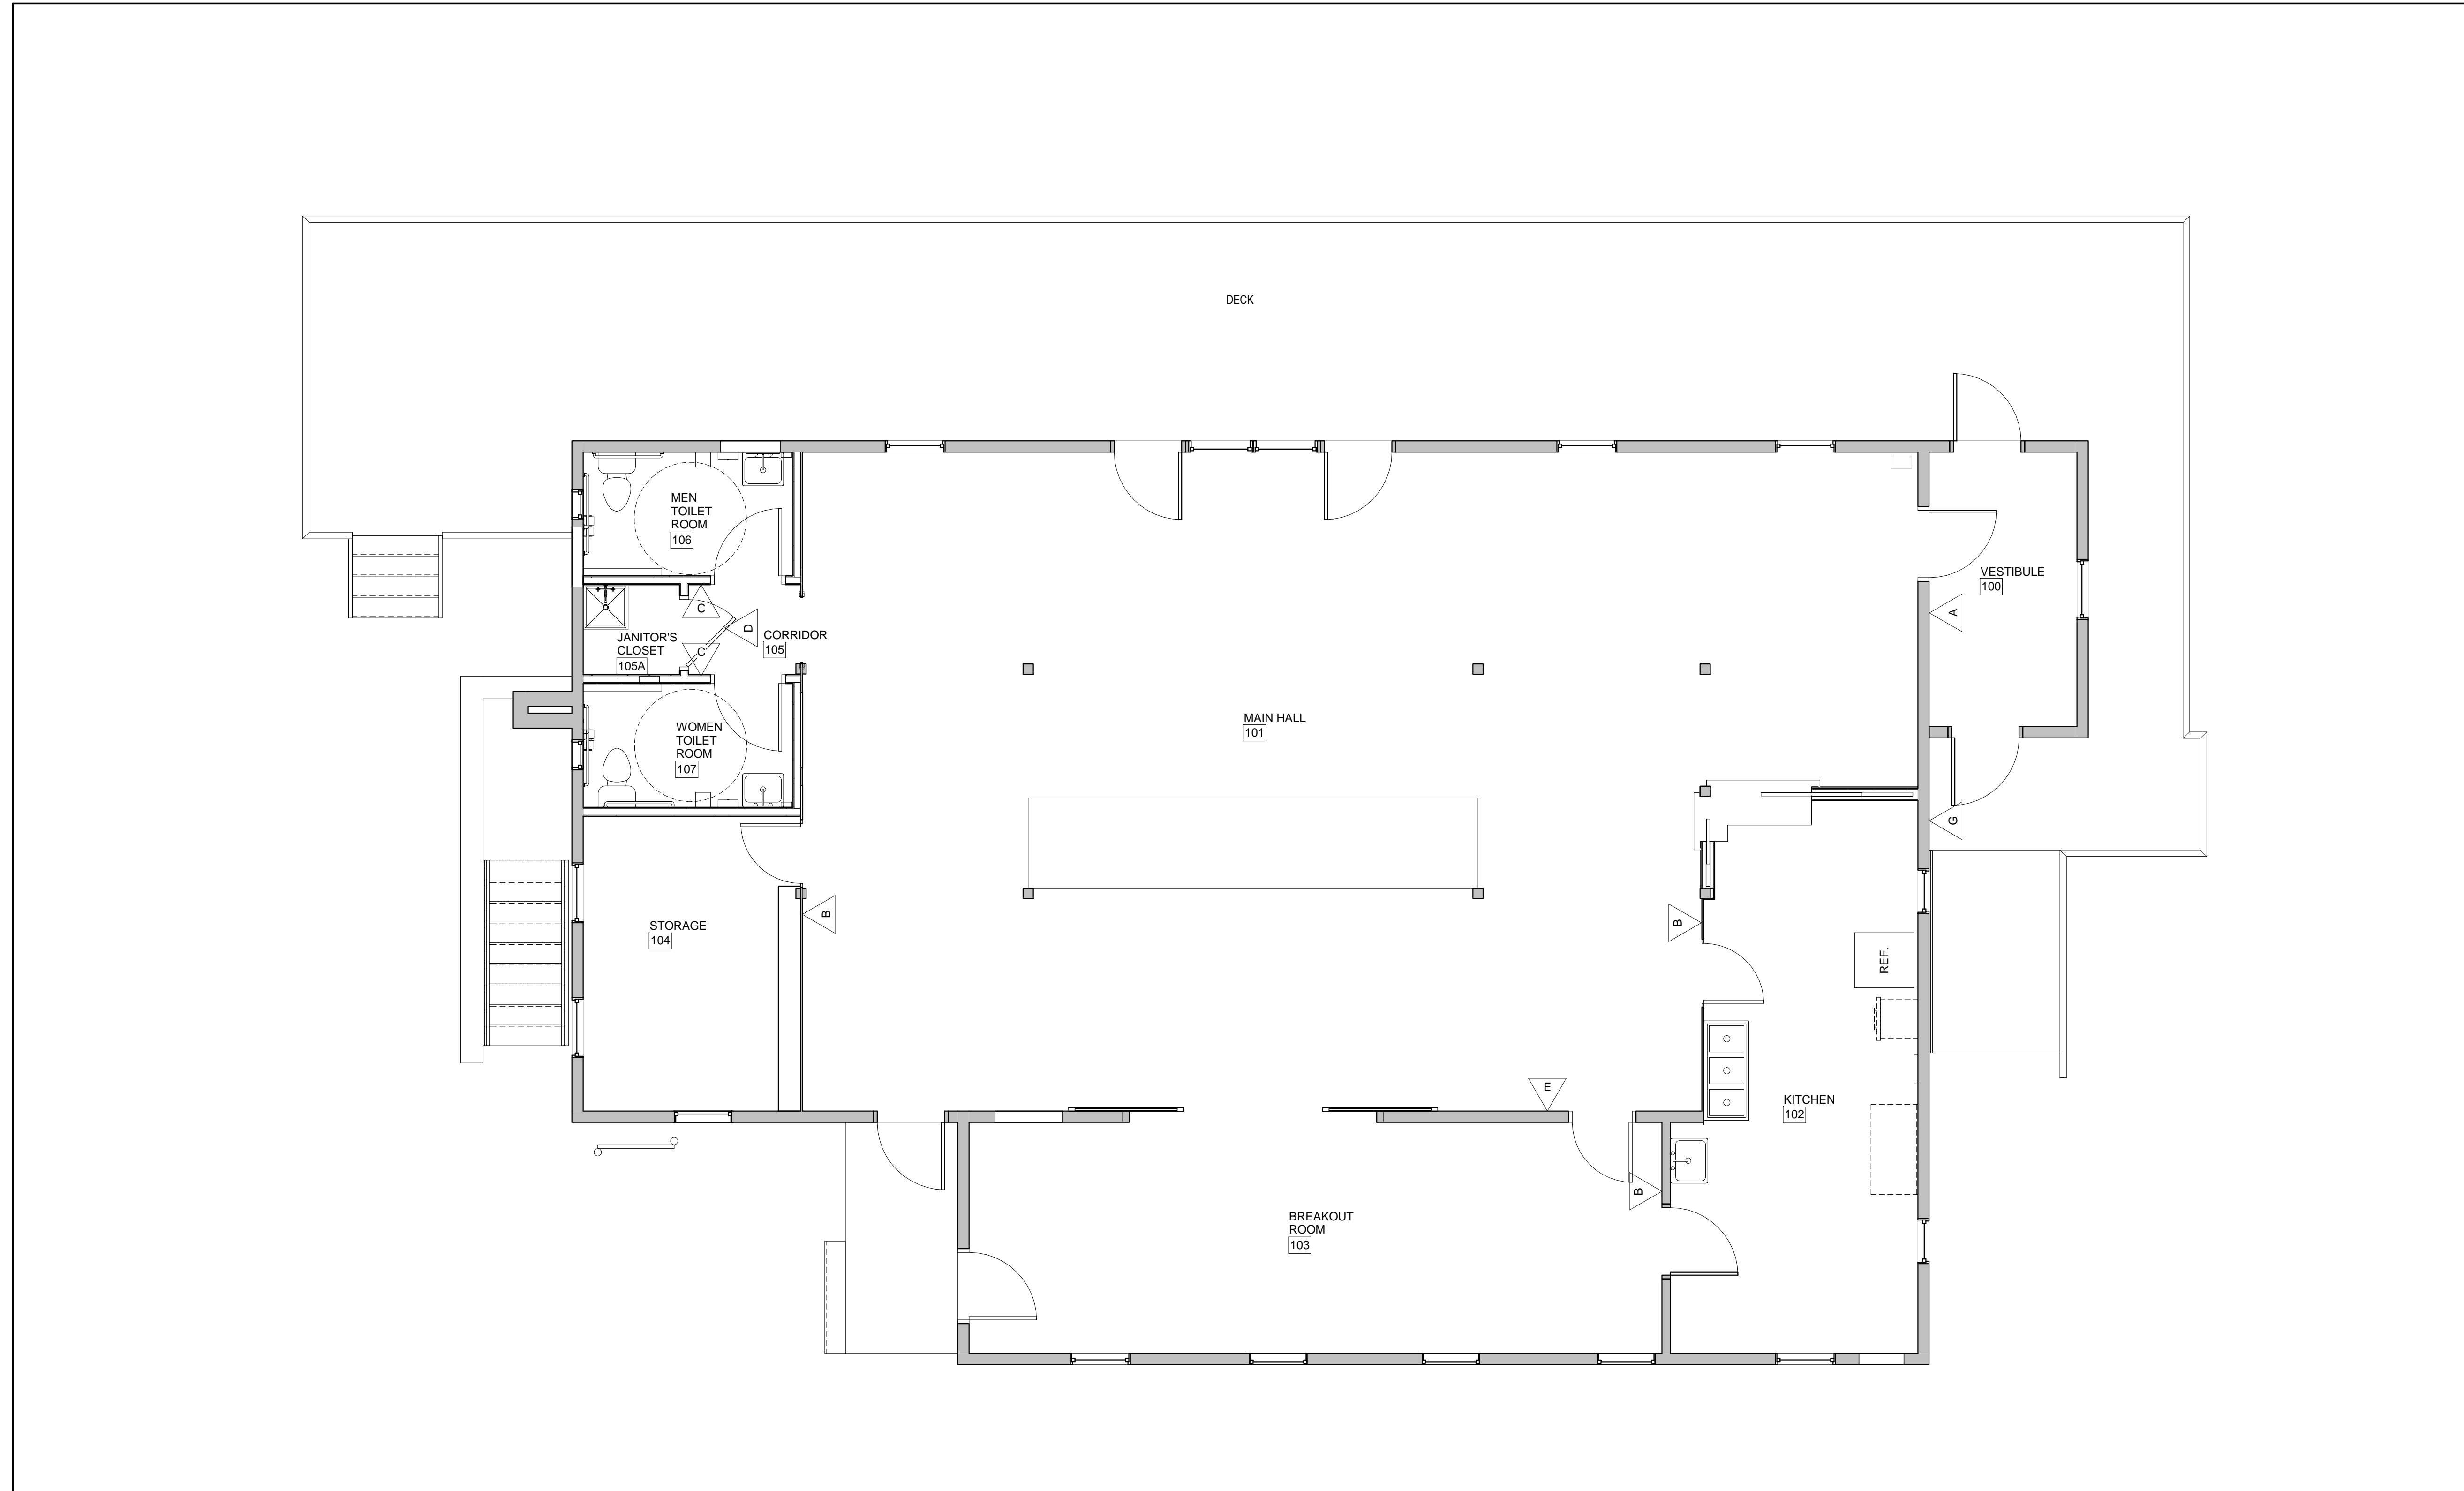 DECK
MEN
TOILET
ROOM
106
VESTIBULE
100
C
D
A
JANITOR'S
CLOSET
105A
CORRIDOR
105
C
MAIN HALL
101
WOMEN
TOILET
ROOM
107
G
STORAGE
104
B
B
REF.
E
KITCHEN
102
B
BREAKOUT
ROOM
103